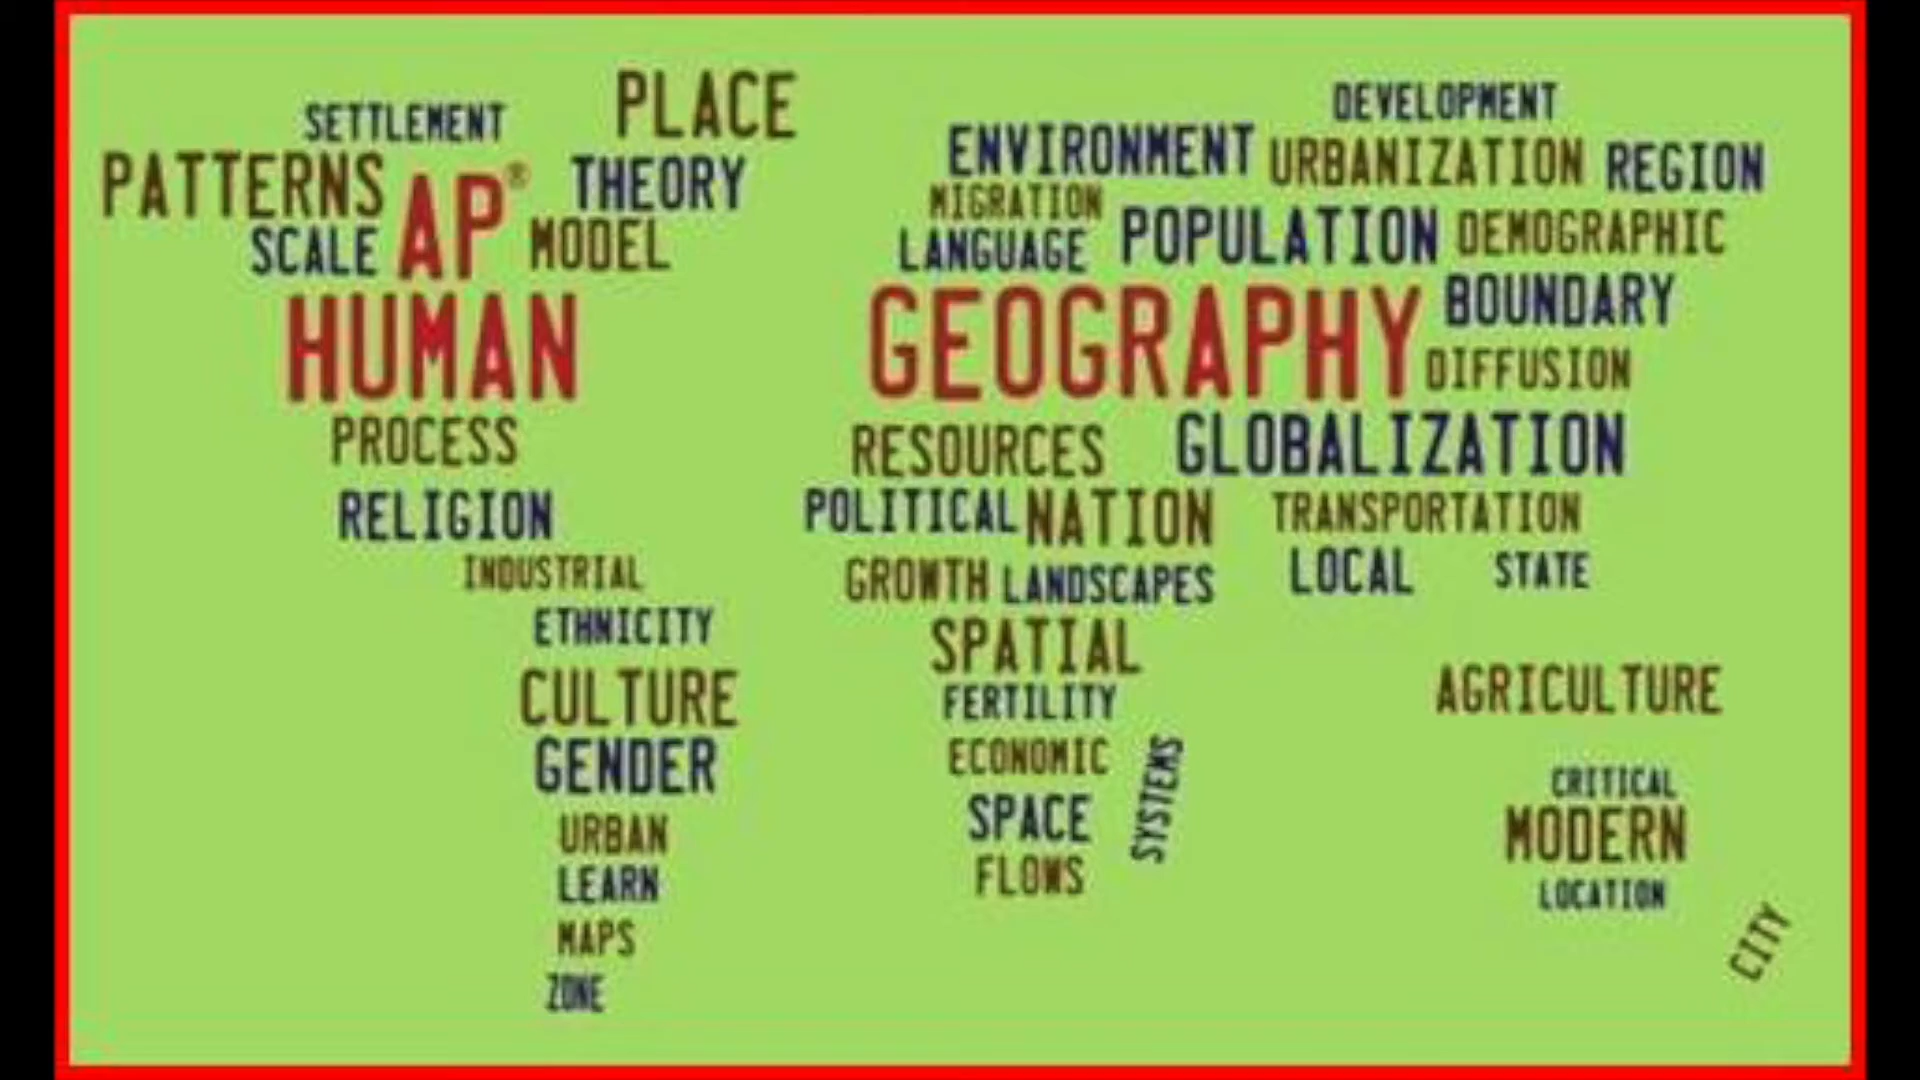 SETTLEMENT
PLACE
PATTERNS
AP®
THEORY
SCALE
MODEL
HUMAN
PROCESS
RELIGION
INDUSTRIAL
ETHNICITY
CULTURE
GENDER
URBAN
LEARN
MAPS
ZONE
DEVELOPMENT
ENVIRONMENT
URBANIZATION
REGION
MIGRATION
LANGUAGE
POPULATION
DEMOGRAPHIC
GEOGRAPHY
BOUNDARY
DIFFUSION
RESOURCES
GLOBALIZATION
POLITICAL
NATION
TRANSPORTATION
GROWTH
LANDSCAPES
LOCAL
STATE
SPATIAL
FERTILITY
ECONOMIC
SYSTEMS
SPACE
FLOWS
AGRICULTURE
CRITICAL
MODERN
LOCATION
CITY